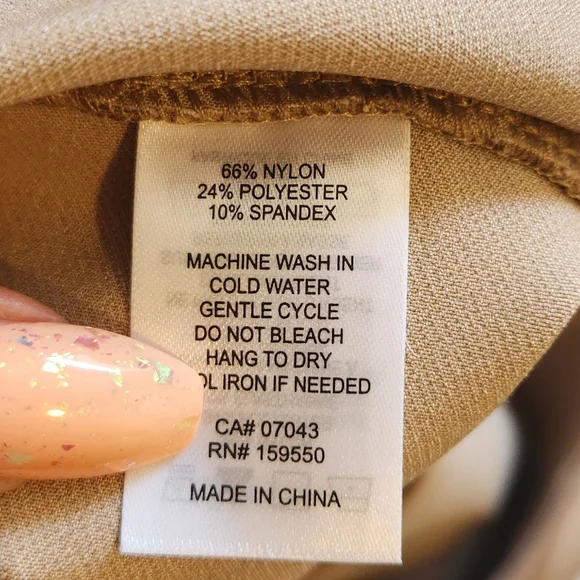 66% NYLON
24% POLYESTER
10% SPANDEX
MACHINE WASH IN
COLD WATER
GENTLE CYCLE
DO NOT BLEACH
HANG TO DRY
IRON IF NEEDED
CA# 07043
RN# 159550
MADE IN CHINA